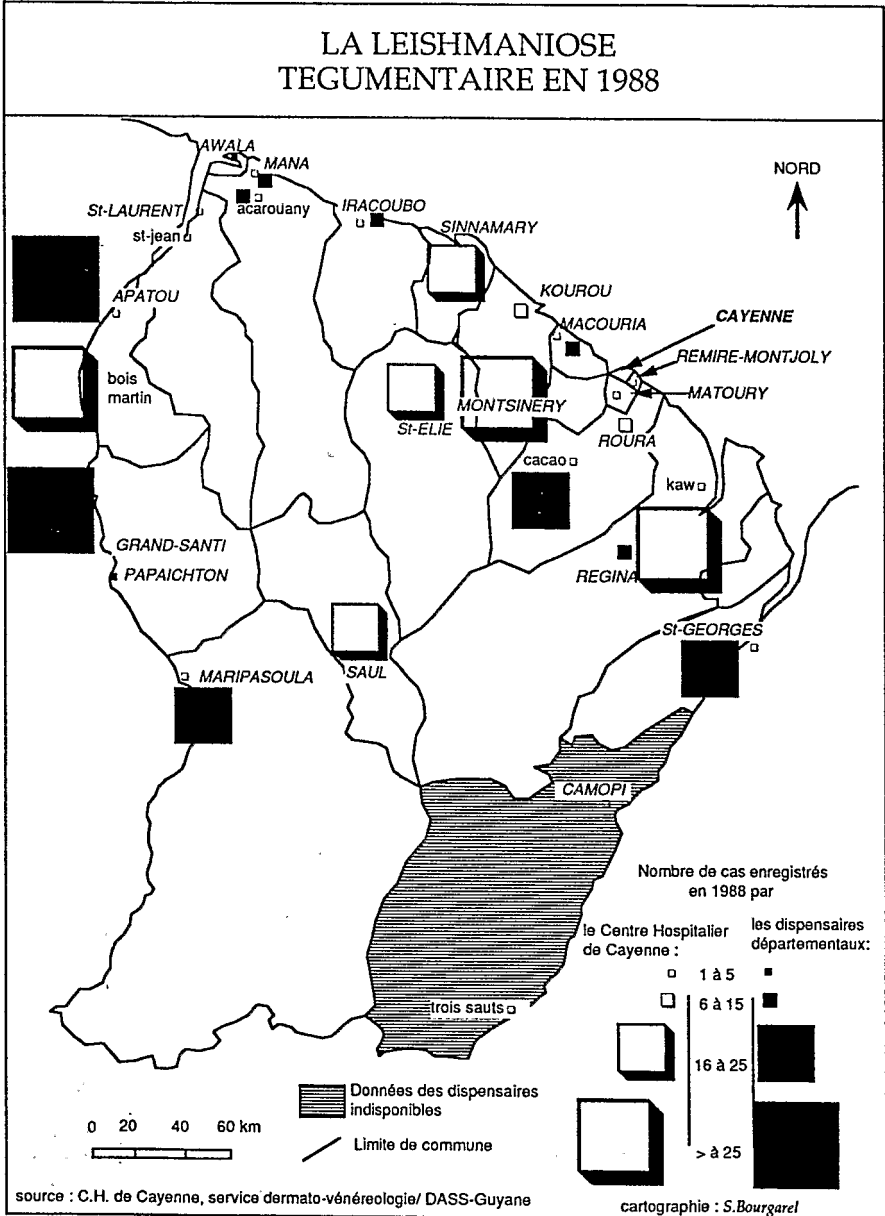 LA LEISHMANIOSE
TEGUMENTAIRE EN 1988
AWALA
MANA
NORD
St-LAURENT
acarouany
IRACOUBO
st-jean
SINNAMARY
APATOU
KOUROU
MACOURIA
CAYENNE
REMIRE-MONTJOLY
bois
martin
MATOURY
MONTSINERY
St-ELIE
ROURA
cacao
kaw
GRAND-SANTI
PAPAICHTON
REGINA
St-GEORGES
MARIPASOULA
SAUL
CAMOPI
trois sauts
Nombre de cas enregistrés
en 1988 par
le Centre Hospitalier
de Cayenne :
les dispensaires
départementaux:
1 à 5
6 à 15
16 à 25
> à 25
Données des dispensaires
indisponibles
Limite de commune
0 20 40 60 km
source : C.H. de Cayenne, service dermato-vénéreologie/ DASS-Guyane
cartographie : S.Bourgarel